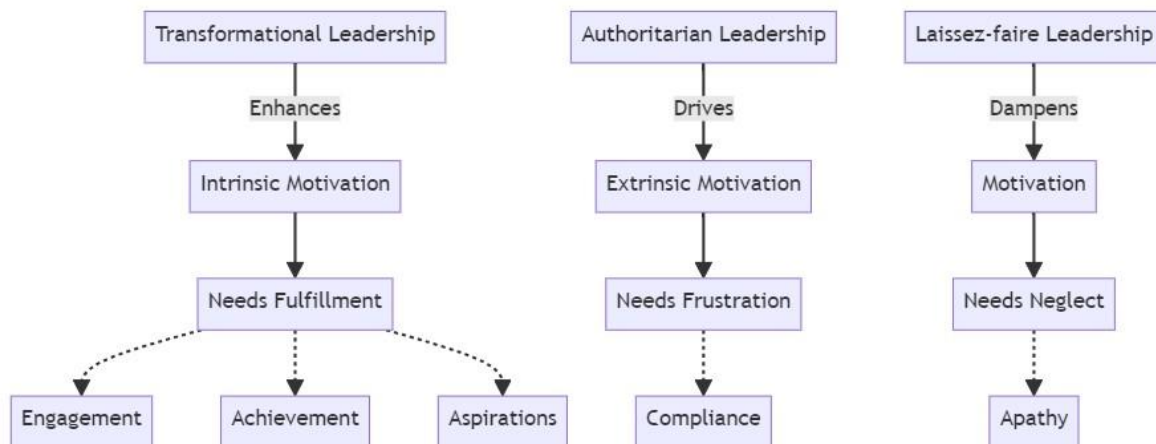 Transformational Leadership
Authoritarian Leadership
Laissez-faire Leadership
Enhances
Drives
Dampens
Intrinsic Motivation
Extrinsic Motivation
Motivation
Needs Fulfillment
Needs Frustration
Needs Neglect
Engagement
Achievement
Aspirations
Compliance
Apathy